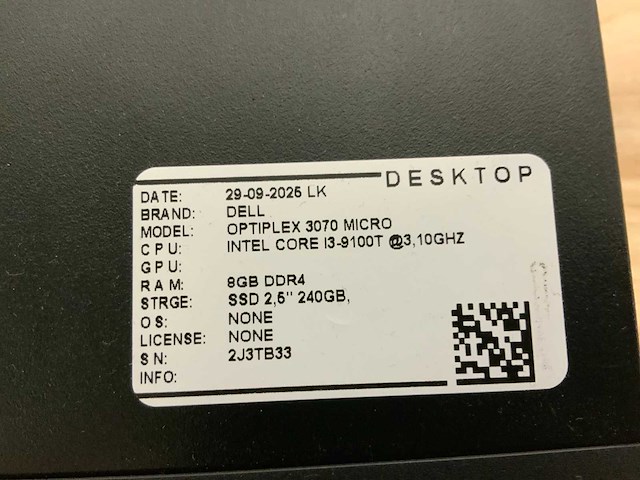 DESKTOP
DATE: 29-09-2025 LK
BRAND: DELL
MODEL: OPTIPLEX 3070 MICRO
CPU: INTEL CORE I3-9100T @3,10GHZ
GPU:
RAM: 8GB DDR4
STRGE: SSD 2,5" 240GB,
OS: NONE
LICENSE: NONE
SN: 2J3TB33
INFO: